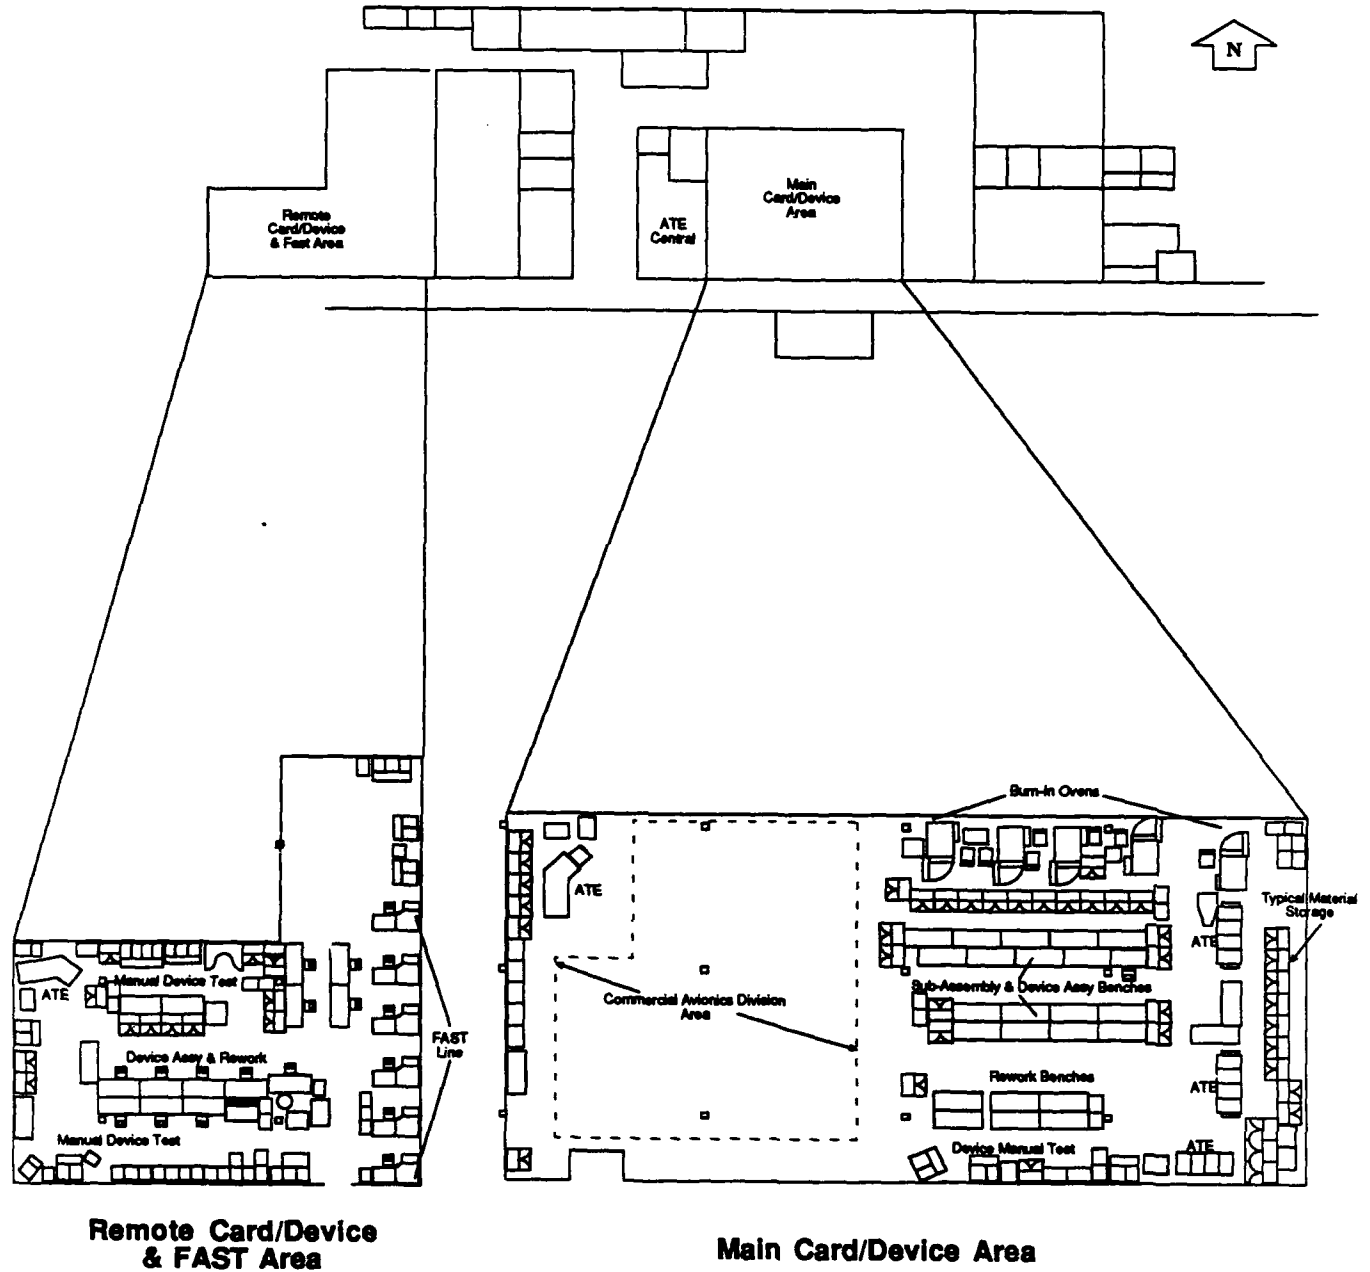 N
Remote
Card/Device
& Fast Area
ATE
Central
Main
Card/Device
Area
Burn-In Ovens
ATE
Typical Material
Storage
ATE
Manual Device Test
ATE
Sub-Assembly & Device Assy Benches
Commercial Avionics Division
Area
FAST
Line
Device Assy & Rework
Rework Benches
ATE
Manual Device Test
Device Manual Test
ATE
Remote Card/Device
& FAST Area
Main Card/Device Area